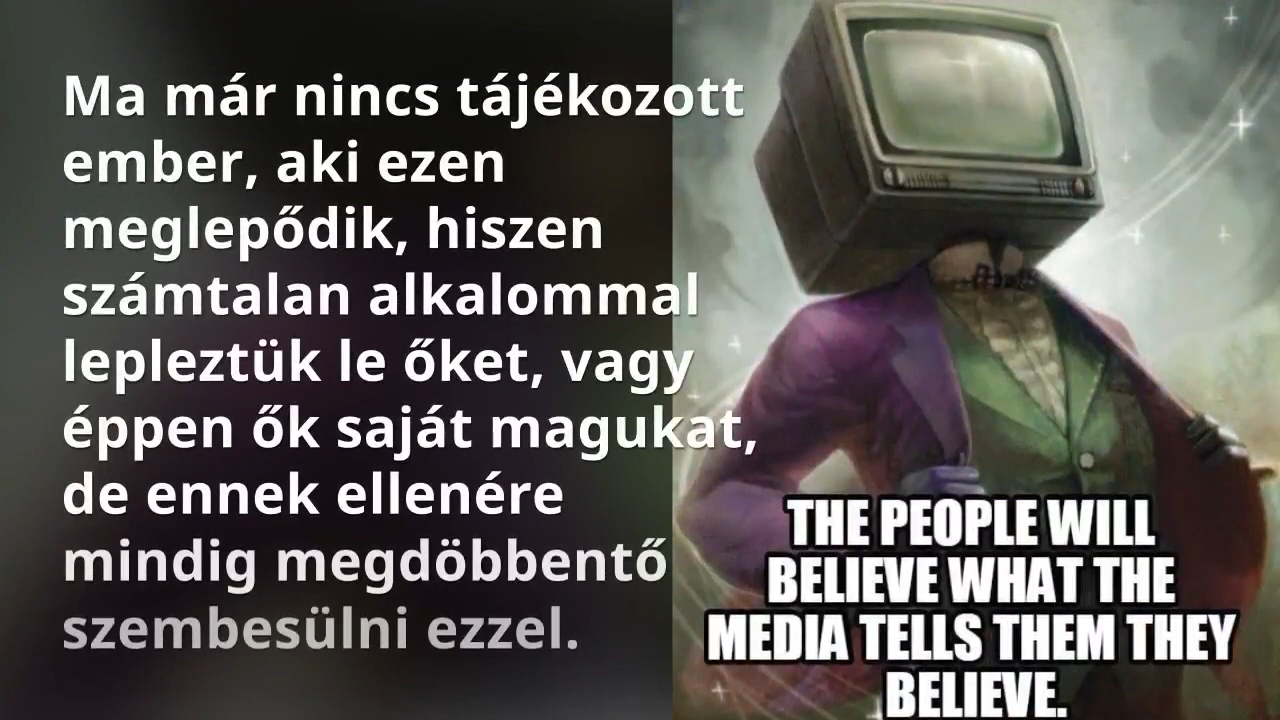 Ma már nincs tájékozott
ember, aki ezen
meglepődik, hiszen
számtalan alkalommal
lepleztük le őket, vagy
éppen ők saját magukat,
de ennek ellenére
mindig megdöbbentő
szembesülni ezzel.
THE PEOPLE WILL
BELIEVE WHAT THE
MEDIA TELLS THEM THEY
BELIEVE.